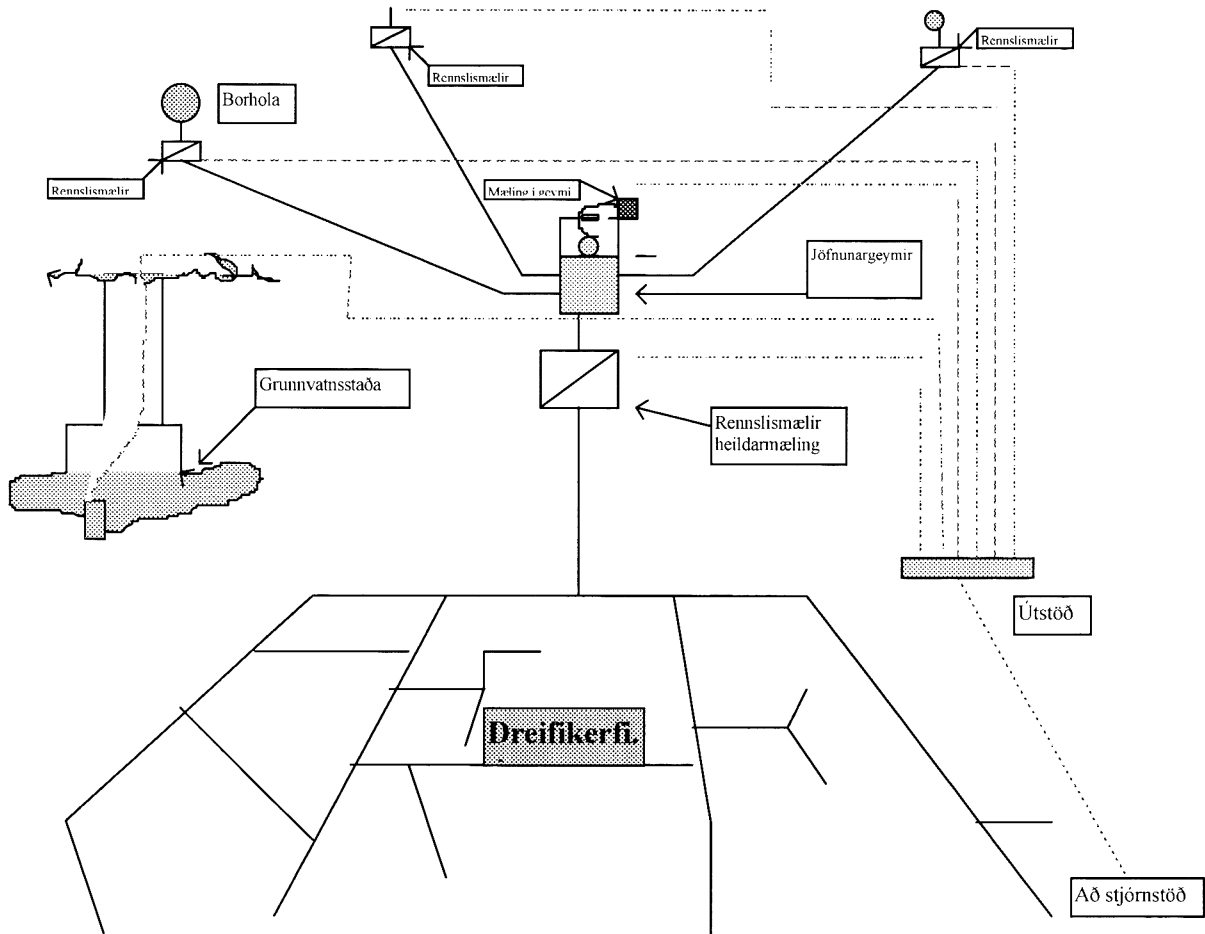 Rennslismælir
Rennslismælir
Borhola
Rennslismælir
Mæling i geymi
Jöfnunargeymir
Grunnvatnsstaða
Rennslismælir
heildarmæling
Útstöð
Dreifikerfi.
Að stjórnstöð